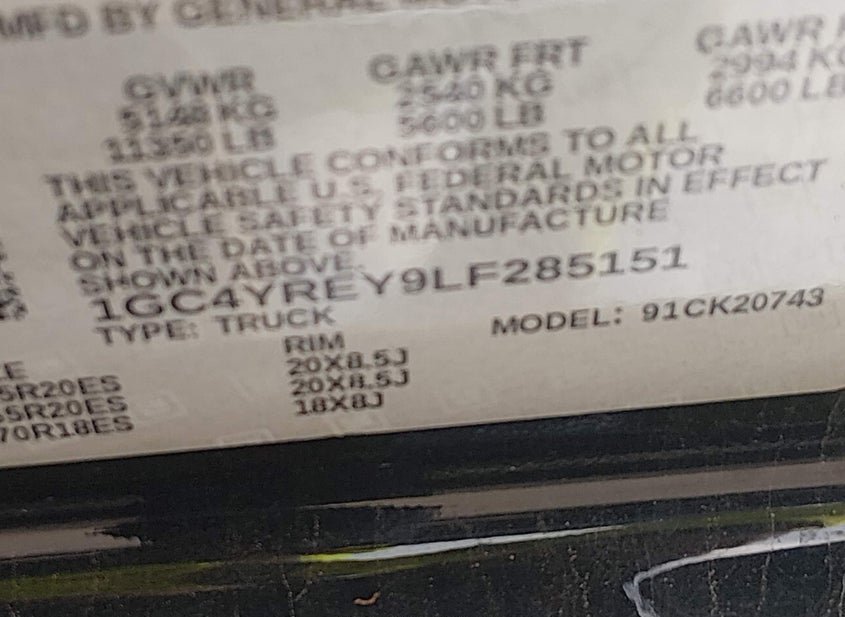 MFD BY GENERAL
GVWR GAWR FRT GAWR
5148 KG 2540 KG 2994 KG
11350 LB 5600 LB 6600 LB
THIS VEHICLE CONFORMS TO ALL
APPLICABLE U.S. FEDERAL MOTOR
VEHICLE SAFETY STANDARDS IN EFFECT
ON THE DATE OF MANUFACTURE
SHOWN ABOVE.
1GC4YREY9LF285151
TYPE: TRUCK MODEL: 91CK20743
RIM
5R20ES 20X8.5J
5R20ES 20X8.5J
70R18ES 18X8J